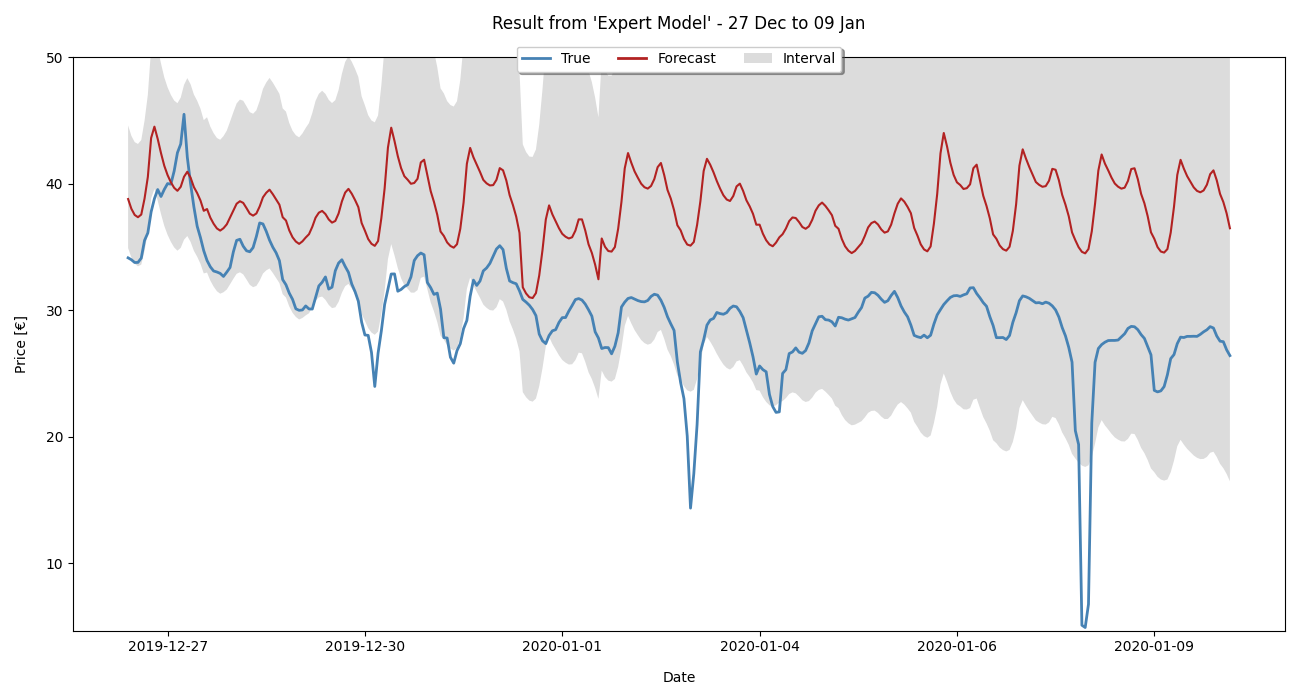 Result from 'Expert Model' - 27 Dec to 09 Jan
True Forecast Interval
50
40
30
20
10
Price [€]
2019-12-27 2019-12-30 2020-01-01 2020-01-04 2020-01-06 2020-01-09
Date